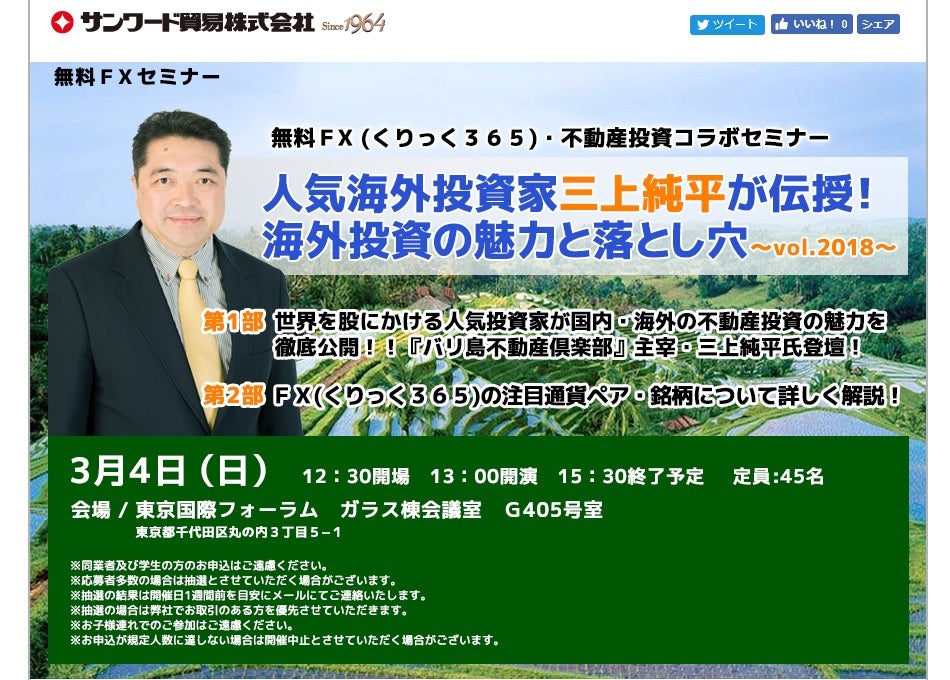 サンワード貿易株式会社 Since1964
ツイート
いいね！ 0
シェア
無料ＦＸセミナー
無料ＦＸ(くりっく３６５)・不動産投資コラボセミナー
人気海外投資家三上純平が伝授！
海外投資の魅力と落とし穴～vol.2018～
第1部 世界を股にかける人気投資家が国内・海外の不動産投資の魅力を
徹底公開！！『バリ島不動産倶楽部』主宰・三上純平氏登壇！
第2部 ＦＸ(くりっく３６５)の注目通貨ペア・銘柄について詳しく解説！
3月4日（日） 12：30開場 13：00開演 15：30終了予定 定員:45名
会場 / 東京国際フォーラム ガラス棟会議室 G405号室
東京都千代田区丸の内３丁目５−１
※同業者及び学生の方のお申込はご遠慮ください。
※応募者多数の場合は抽選とさせていただく場合がございます。
※抽選の結果は開催日1週間前を目安にメールにてご連絡いたします。
※抽選の場合は弊社でお取引のある方を優先させていただきます。
※お子様連れでのご参加はご遠慮ください。
※お申込が規定人数に達しない場合は開催中止とさせていただく場合がございます。